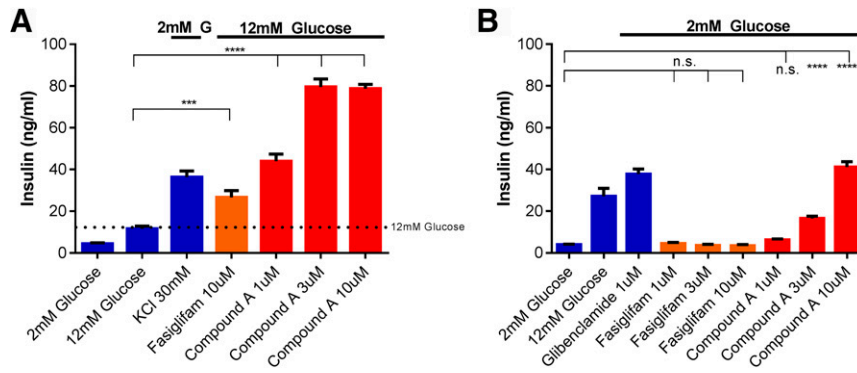 A
2mM G 12mM Glucose
100
80
60
40
20
0
Insulin (ng/ml)
****
***
12mM Glucose
2mM Glucose
12mM Glucose
KCl 30mM
Fasiglifam 10uM
Compound A 1uM
Compound A 3uM
Compound A 10uM
B
2mM Glucose
100
80
60
40
20
0
Insulin (ng/ml)
n.s.
n.s. **** ****
2mM Glucose
12mM Glucose
Glibenclamide 1uM
Fasiglifam 1uM
Fasiglifam 3uM
Fasiglifam 10uM
Compound A 1uM
Compound A 3uM
Compound A 10uM